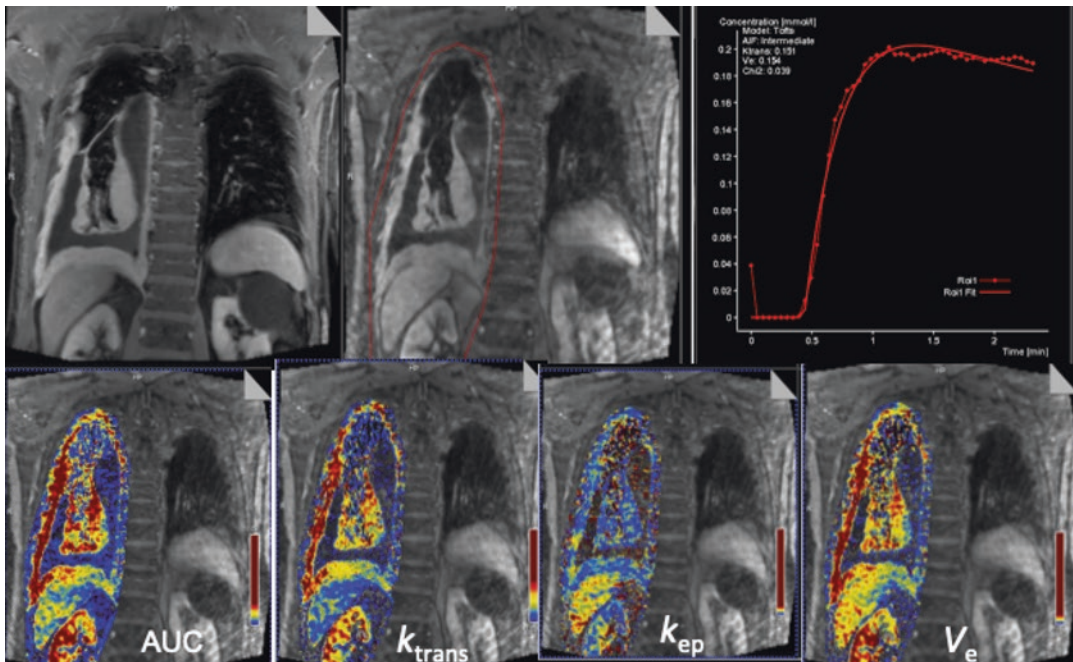 Concentration [mmol/l]
Model: Tofts
AIF: Intermediate
Ktrans: 0.151
Ve: 0.154
Chi2: 0.039
0.2
0.18
0.16
0.14
0.12
0.1
0.08
0.06
0.04
0.02
0
Roi1
Roi1 Fit
0 0.5 1 1.5 2
Time [min]
AUC
ktrans
kep
Ve